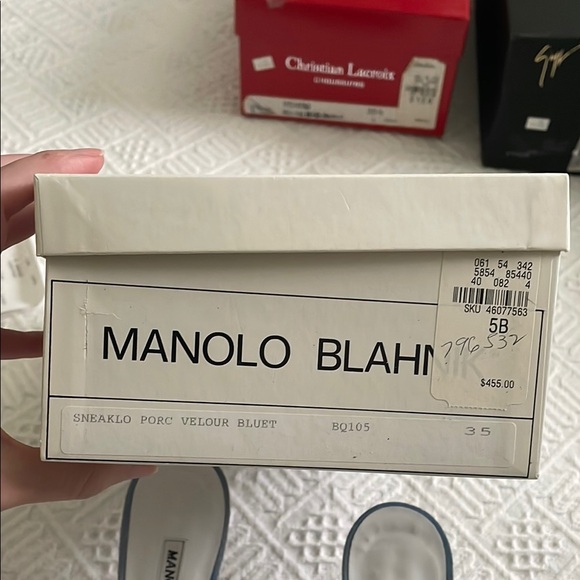 Christian Lacroix
061 54 342
5854 85440
40 082 4
SKU 46077563
5B
796532
$455.00
MANOLO BLAHNIK
SNEAKLO PORC VELOUR BLUET BQ105 35
MAN